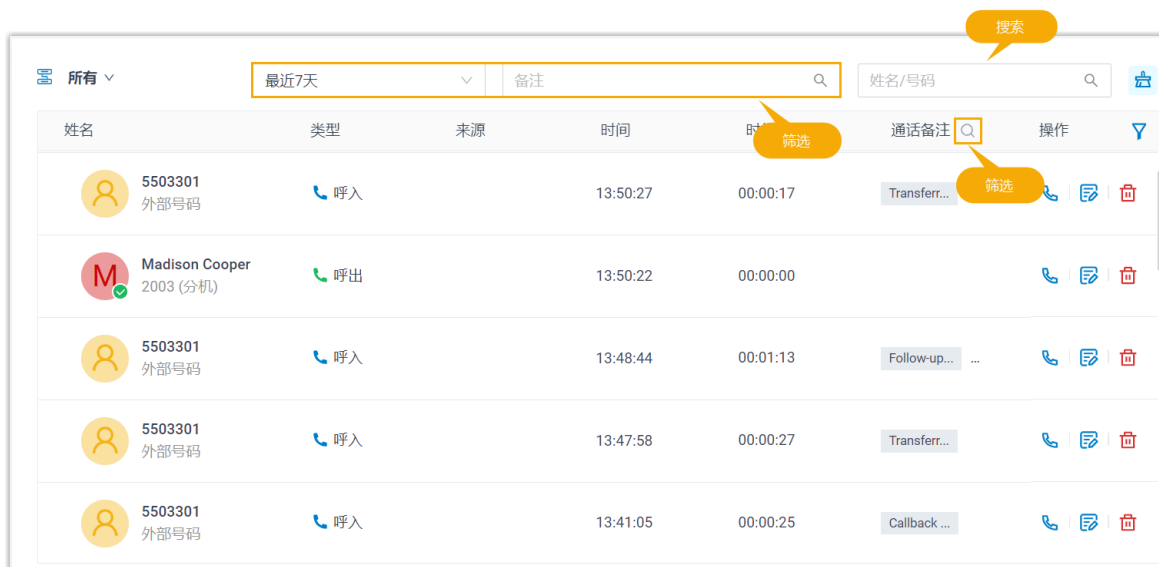 搜索
所有
最近7天
备注
姓名/号码
姓名
类型
来源
时间
时
通话备注
操作
筛选
筛选
5503301
外部号码
呼入
13:50:27
00:00:17
Transferr...
M
Madison Cooper
2003 (分机)
呼出
13:50:22
00:00:00
5503301
外部号码
呼入
13:48:44
00:01:13
Follow-up...
...
5503301
外部号码
呼入
13:47:58
00:00:27
Transferr...
5503301
外部号码
呼入
13:41:05
00:00:25
Callback ...